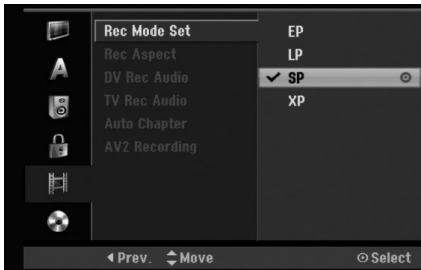 Rec Mode Set
Rec Aspect
DV Rec Audio
TV Rec Audio
Auto Chapter
AV2 Recording
EP
LP
SP
XP
A
Prev. Move Select